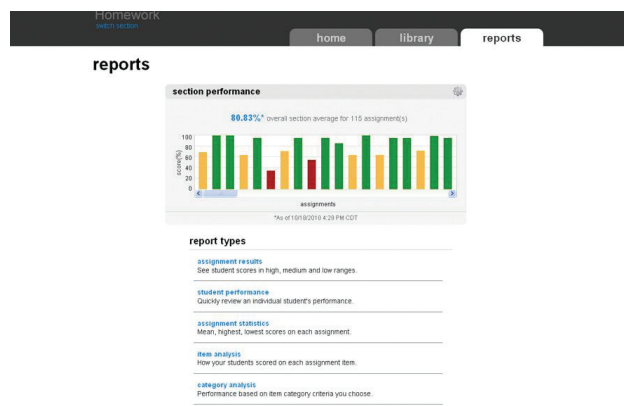 Homework
switch section
home library reports
reports
section performance
80.83%* overall section average for 115 assignment(s)
100
80
60
40
20
0
score(%)
assignments
*As of 10/18/2010 4:29 PM CDT
report types
assignment results
See student scores in high, medium and low ranges.
student performance
Quickly review an individual student's performance.
assignment statistics
Mean, highest, lowest scores on each assignment.
item analysis
How your students scored on each assignment item.
category analysis
Performance based on item category criteria you choose.